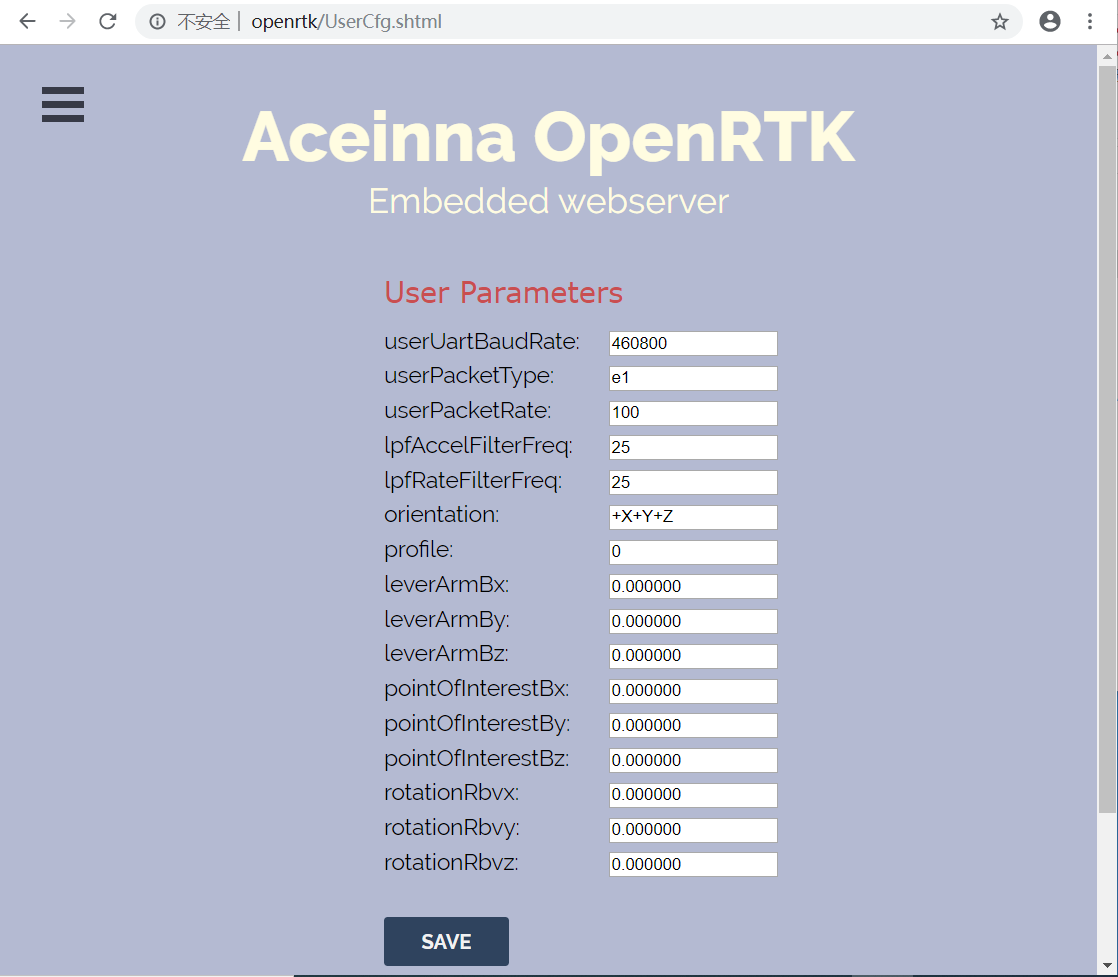 不安全 openrtk/UserCfg.shtml
Aceinna OpenRTK
Embedded webserver
User Parameters
userUartBaudRate: 460800
userPacketType: e1
userPacketRate: 100
lpfAccelFilterFreq: 25
lpfRateFilterFreq: 25
orientation: +X+Y+Z
profile: 0
leverArmBx: 0.000000
leverArmBy: 0.000000
leverArmBz: 0.000000
pointOfInterestBx: 0.000000
pointOfInterestBy: 0.000000
pointOfInterestBz: 0.000000
rotationRbvx: 0.000000
rotationRbvy: 0.000000
rotationRbvz: 0.000000
SAVE